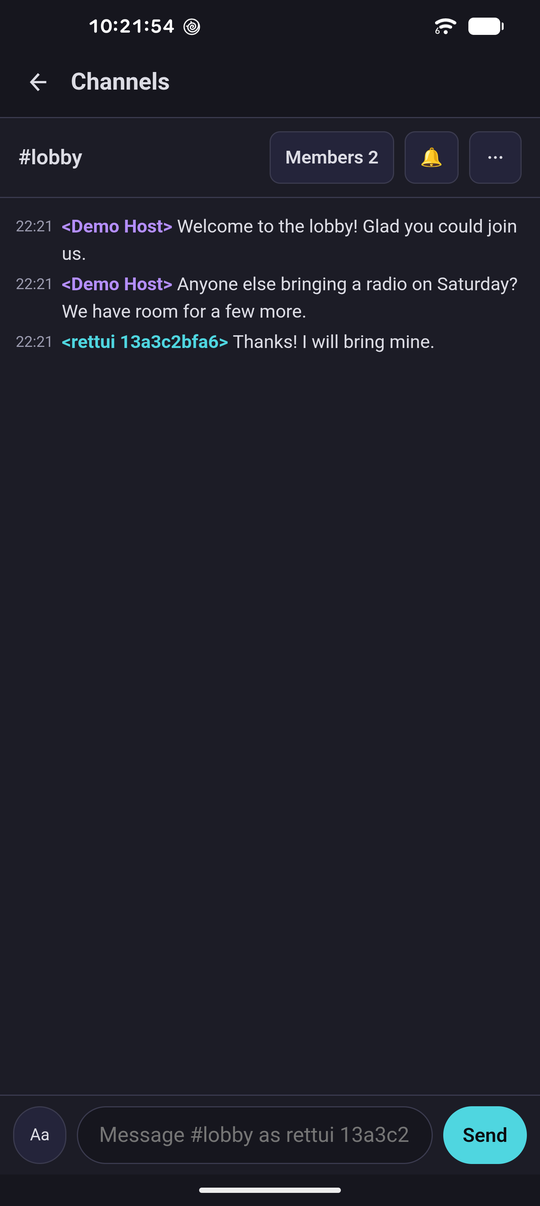 10:21:54
Channels
#lobby
Members 2
22:21 <Demo Host> Welcome to the lobby! Glad you could join
us.
22:21 <Demo Host> Anyone else bringing a radio on Saturday?
We have room for a few more.
22:21 <rettui 13a3c2bfa6> Thanks! I will bring mine.
Aa
Message #lobby as rettui 13a3c2
Send